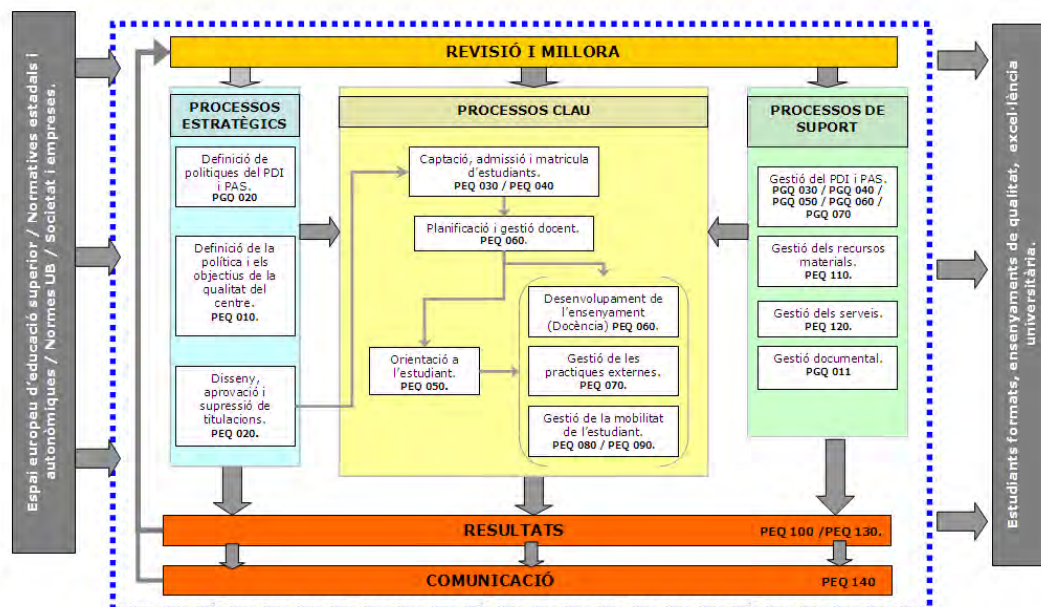 Espai europeu d'educació superior / Normatives estadals i
autonòmiques / Normes UB / Societat i empreses.
REVISIÓ I MILLORA
PROCESSOS
ESTRATÈGICS
Definició de
politiques del PDI
i PAS.
PGQ 020
Definició de la
política i els
objectius de la
qualitat del
centre.
PEQ 010.
Disseny,
aprovació i
supressió de
titulacions.
PEQ 020.
PROCESSOS CLAU
Captació, admissió i matricula
d'estudiants.
PEQ 030 / PEQ 040
Planificació i gestió docent.
PEQ 060.
Desenvolupament de
l'ensenyament
(Docència) PEQ 060.
Orientació a
l'estudiant.
PEQ 050.
Gestió de les
practiques externes.
PEQ 070.
Gestió de la mobilitat
de l'estudiant.
PEQ 080 / PEQ 090.
PROCESSOS DE
SUPORT
Gestió del PDI i PAS.
PGQ 030 / PGQ 040 /
PGQ 050 / PGQ 060 /
PGQ 070
Gestió dels recursos
materials.
PEQ 110.
Gestió dels serveis.
PEQ 120.
Gestió documental.
PGQ 011
RESULTATS
PEQ 100 /PEQ 130.
COMUNICACIÓ
PEQ 140
Estudiants formats, ensenyaments de qualitat, excel·lència
universitària.